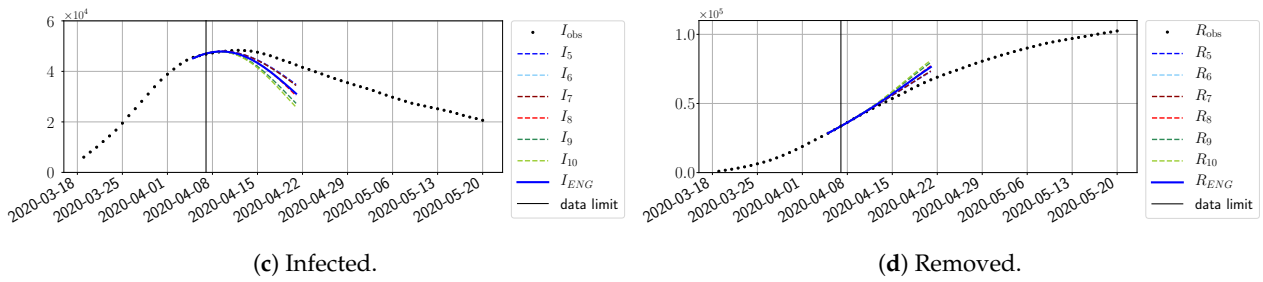 ×10⁴
6
4
2
0
2020-03-18
2020-03-25
2020-04-01
2020-04-08
2020-04-15
2020-04-22
2020-04-29
2020-05-06
2020-05-13
2020-05-20
I_obs
I_5
I_6
I_7
I_8
I_9
I_10
I_ENG
data limit
(c) Infected.
×10⁵
1.0
0.5
0.0
2020-03-18
2020-03-25
2020-04-01
2020-04-08
2020-04-15
2020-04-22
2020-04-29
2020-05-06
2020-05-13
2020-05-20
R_obs
R_5
R_6
R_7
R_8
R_9
R_10
R_ENG
data limit
(d) Removed.